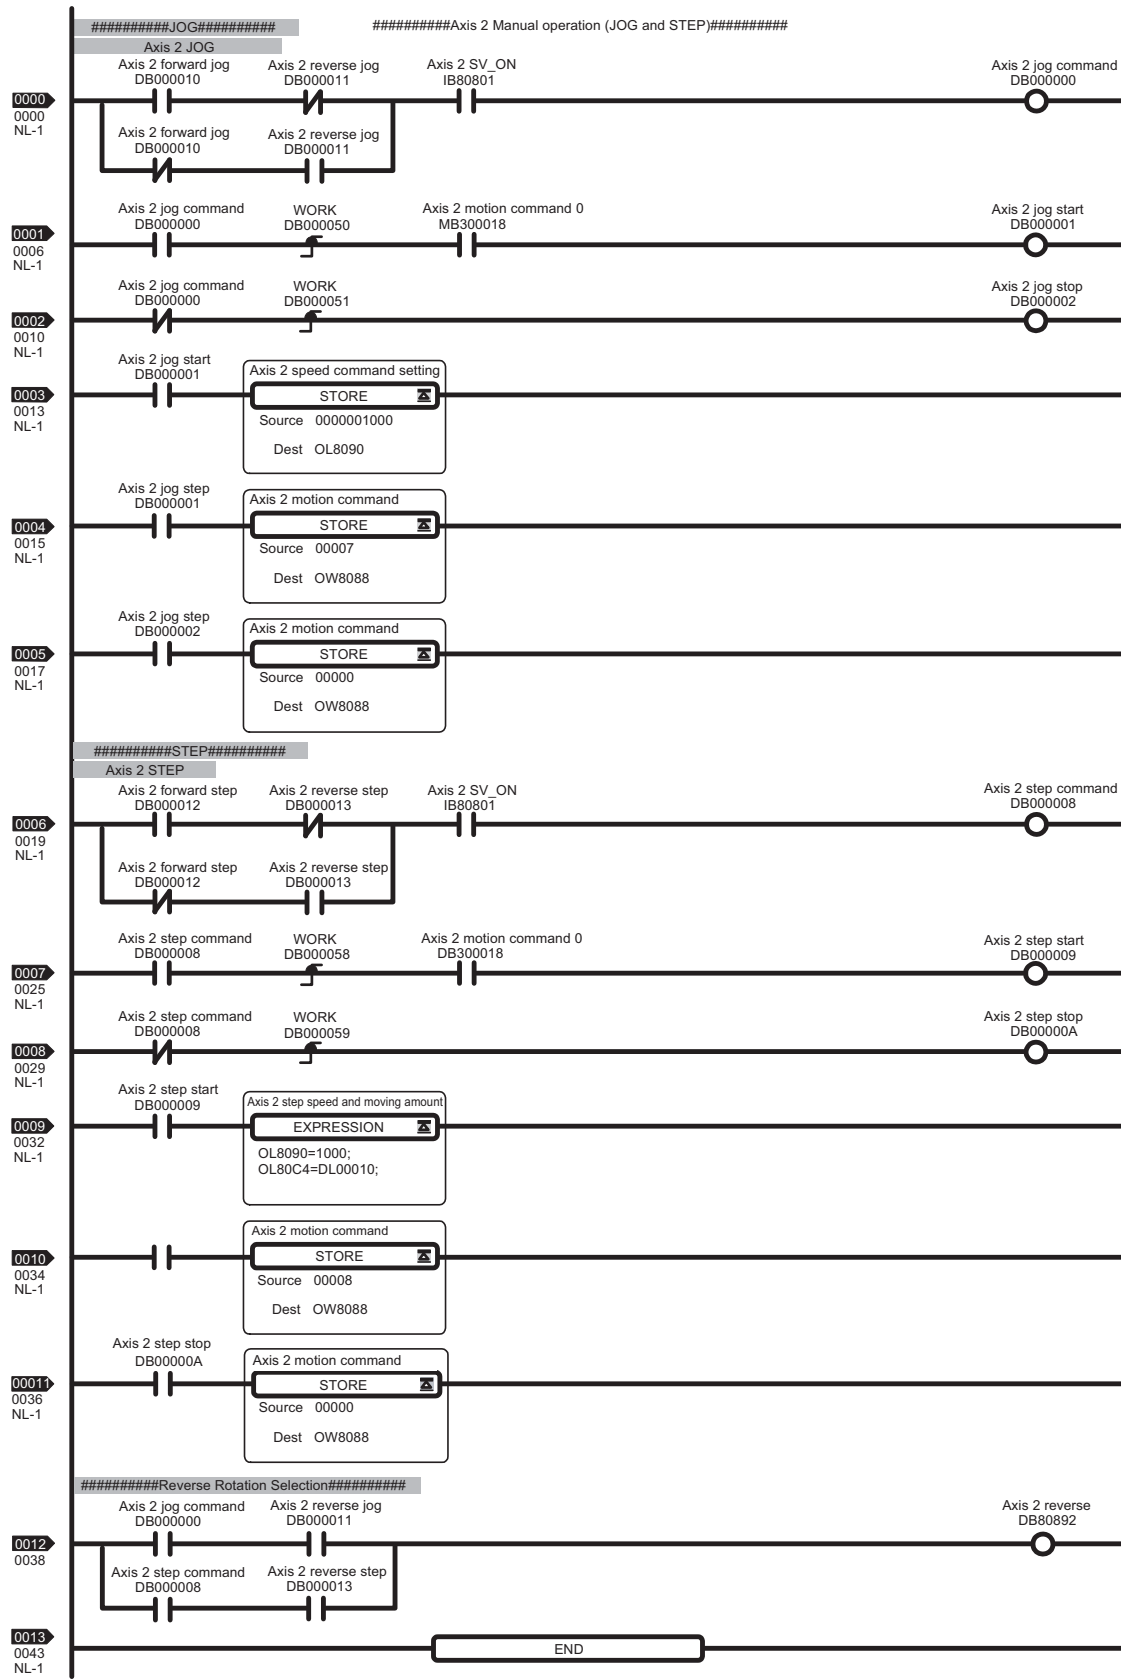 ##########JOG##########
##########Axis 2 Manual operation (JOG and STEP)##########
Axis 2 JOG
Axis 2 forward jog
DB000010
Axis 2 reverse jog
DB000011
Axis 2 SV_ON
IB80801
Axis 2 jog command
DB000000
0000
0000
NL-1
Axis 2 forward jog
DB000010
Axis 2 reverse jog
DB000011
Axis 2 jog command
DB000000
WORK
DB000050
Axis 2 motion command 0
MB300018
Axis 2 jog start
DB000001
0001
0006
NL-1
Axis 2 jog command
DB000000
WORK
DB000051
Axis 2 jog stop
DB000002
0002
0010
NL-1
Axis 2 jog start
DB000001
Axis 2 speed command setting
STORE
Source 0000001000
Dest OL8090
0003
0013
NL-1
Axis 2 jog step
DB000001
Axis 2 motion command
STORE
Source 00007
Dest OW8088
0004
0015
NL-1
Axis 2 jog step
DB000002
Axis 2 motion command
STORE
Source 00000
Dest OW8088
0005
0017
NL-1
##########STEP##########
Axis 2 STEP
Axis 2 forward step
DB000012
Axis 2 reverse step
DB000013
Axis 2 SV_ON
IB80801
Axis 2 step command
DB000008
0006
0019
NL-1
Axis 2 forward step
DB000012
Axis 2 reverse step
DB000013
Axis 2 step command
DB000008
WORK
DB000058
Axis 2 motion command 0
DB300018
Axis 2 step start
DB000009
0007
0025
NL-1
Axis 2 step command
DB000008
WORK
DB000059
Axis 2 step stop
DB00000A
0008
0029
NL-1
Axis 2 step start
DB000009
Axis 2 step speed and moving amount
EXPRESSION
OL8090=1000;
OL80C4=DL00010;
0009
0032
NL-1
Axis 2 motion command
STORE
Source 00008
Dest OW8088
0010
0034
NL-1
Axis 2 step stop
DB00000A
Axis 2 motion command
STORE
Source 00000
Dest OW8088
00011
0036
NL-1
##########Reverse Rotation Selection##########
Axis 2 jog command
DB000000
Axis 2 reverse jog
DB000011
Axis 2 reverse
DB80892
0012
0038
Axis 2 step command
DB000008
Axis 2 reverse step
DB000013
0013
0043
NL-1
END